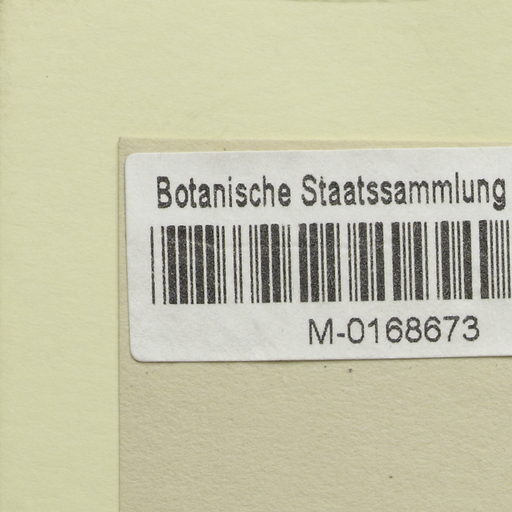 Botanische Staatssammlung
M-0168673